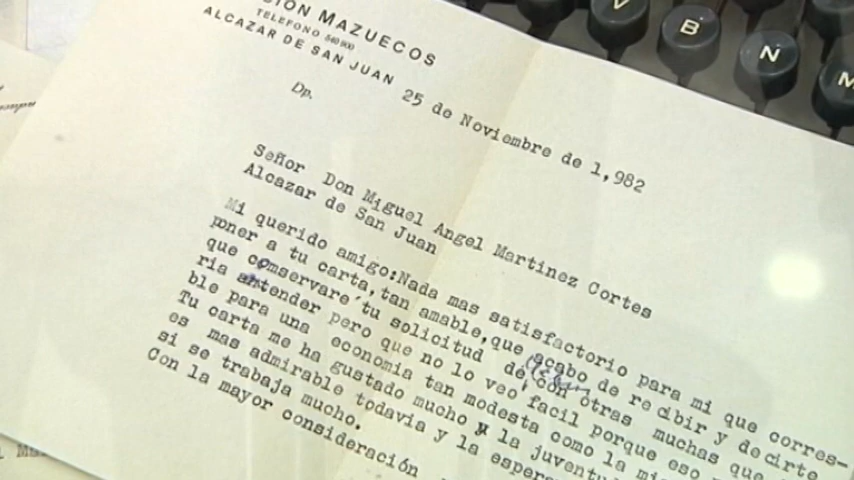 MAZUECOS
TELEFONO 540800
ALCAZAR DE SAN JUAN
Dp.
25 de Noviembre de 1,982
Señor Don Miguel Angel Martinez Cortes
Alcazar de San Juan
Mi querido amigo:Nada mas satisfactorio para mi que corres-
poner a tu carta,tan amable,que acabo de recibir y decirte
que comservare tu solicitud de con otras muchas que
ria antender pero que no lo veo facil porque eso
ble para una economia tan modesta como la mia
Tu carta me ha gustado mucho y la juventud
es mas admirable todavia y la
si se trabaja mucho.
Con la mayor consideración
V
B
N
M